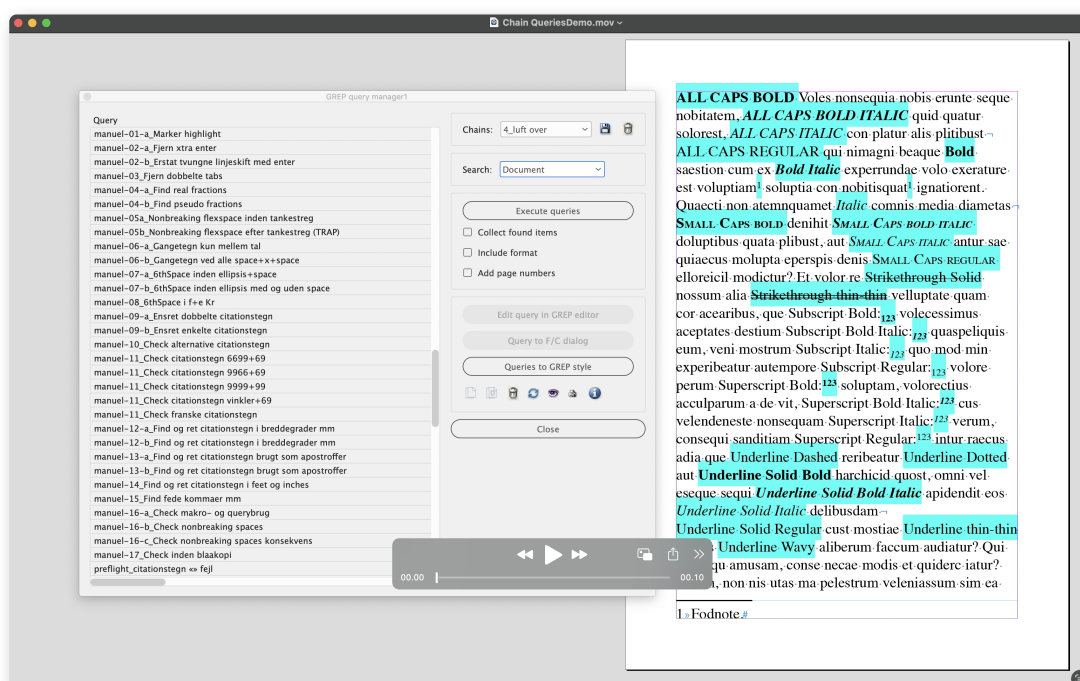 Chain QueriesDemo.mov
GREP query manager1
Query
manuel-01-a_Marker highlight
manuel-02-a_Fjern xtra enter
manuel-02-b_Erstat tvungne linjeskift med enter
manuel-03_Fjern dobbelte tabs
manuel-04-a_Find real fractions
manuel-04-b_Find pseudo fractions
manuel-05a_Nonbreaking flexspace inden tankestreg
manuel-05b_Nonbreaking flexspace efter tankestreg (TRAP)
manuel-06-a_Gangetegn kun mellem tal
manuel-06-b_Gangetegn ved alle space+x+space
manuel-07-a_6thSpace inden ellipsis+space
manuel-07-b_6thSpace inden ellipsis med og uden space
manuel-08_6thSpace i f+e Kr
manuel-09-a_Ensret dobbelte citationstegn
manuel-09-b_Ensret enkelte citationstegn
manuel-10_Check alternative citationstegn
manuel-11_Check citationstegn 6699+69
manuel-11_Check citationstegn 9966+69
manuel-11_Check citationstegn 9999+99
manuel-11_Check citationstegn vinkler+69
manuel-11_Check franske citationstegn
manuel-12-a_Find og ret citationstegn i breddegrader mm
manuel-12-b_Find og ret citationstegn i breddegrader mm
manuel-13-a_Find og ret citationstegn brugt som apostroffer
manuel-13-b_Find og ret citationstegn brugt som apostroffer
manuel-14_Find og ret citationstegn i feet og inches
manuel-15_Find fede kommaer mm
manuel-16-a_Check makro- og querybrug
manuel-16-b_Check nonbreaking spaces
manuel-16-c_Check nonbreaking spaces konsekvens
manuel-17_Check inden blaakopi
preflight_citationstegn «» fejl
Chains: 4_luft over
Search: Document
Execute queries
Collect found items
Include format
Add page numbers
Edit query in GREP editor
Query to F/C dialog
Queries to GREP style
Close
00.00
00.10
ALL CAPS BOLD Voles nonsequia nobis erunte seque
nobitatem, ALL CAPS BOLD ITALIC quid quatur
solorest, ALL CAPS ITALIC con platur alis plitibust
ALL CAPS REGULAR qui nimagni beaque Bold
saestion cum ex Bold Italic experrundae volo exerature
est voluptiam1 soluptia con nobitisquat1 ignatiorent.
Quaecti non atemnquamet Italic comnis media diametas
SMALL CAPS BOLD denihit SMALL CAPS BOLD ITALIC
doluptibus quata plibust, aut SMALL CAPS ITALIC antur sae
quiaecus molupta eperspis denis SMALL CAPS REGULAR
elloreicil modictur? Et volor re Strikethrough Solid
nossum alia Strikethrough thin-thin velluptate quam
cor acearibus, que Subscript Bold:123 volecessimus
aceptates destium Subscript Bold Italic:123 quaspeliquis
eum, veni mostrum Subscript Italic:123 quo mod min
experibeatur autempore Subscript Regular:123 volore
perum Superscript Bold:123 soluptam, volorectius
acculparum a de vit, Superscript Bold Italic:123 cus
velendeneste nonsequam Superscript Italic:123 verum,
consequi sanditiam Superscript Regular:123 intur raecus
adia que Underline Dashed reribeatur Underline Dotted
aut Underline Solid Bold harchicid quost, omni vel
eseque sequi Underline Solid Bold Italic apidendit eos
Underline Solid Italic delibusdam
Underline Solid Regular cust mostiae Underline thin-thin
Underline Wavy aliberum faccum audiatur? Qui
qu amusam, conse necae modis et quiderc iatur?
, non nis utas ma pelestrum veleniassum sim ea
1 » Fodnote.#